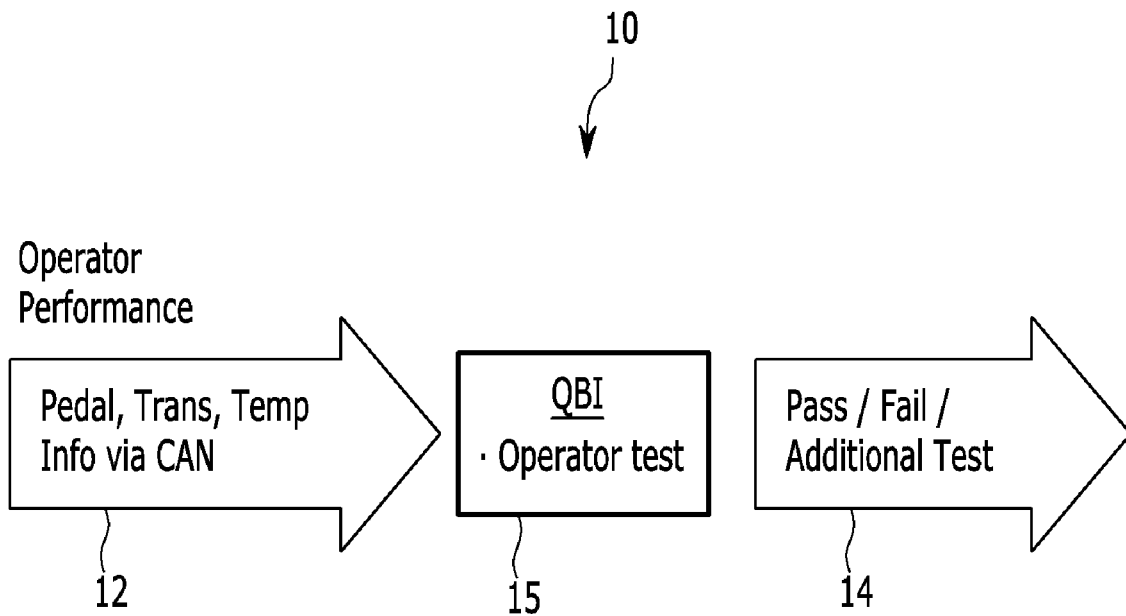 10
Operator
Performance
Pedal, Trans, Temp
Info via CAN
QBI
· Operator test
Pass / Fail /
Additional Test
12
15
14